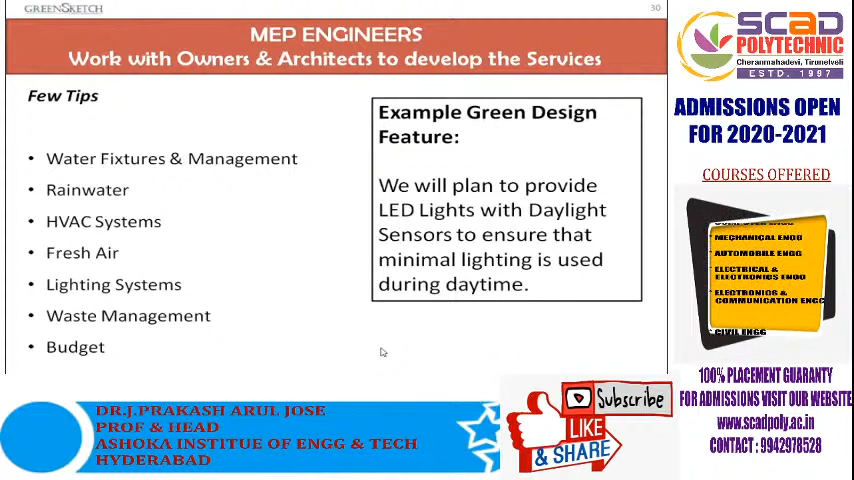 GREENSKETCH
30
MEP ENGINEERS
Work with Owners & Architects to develop the Services
Few Tips
• Water Fixtures & Management
• Rainwater
• HVAC Systems
• Fresh Air
• Lighting Systems
• Waste Management
• Budget
Example Green Design
Feature:
We will plan to provide
LED Lights with Daylight
Sensors to ensure that
minimal lighting is used
during daytime.
SCAD
POLYTECHNIC
Cheranmahadevi, Tirunelveli
ESTD. 1997
ADMISSIONS OPEN
FOR 2020-2021
COURSES OFFERED
MECHANICAL ENGG
AUTOMOBILE ENGG
ELECTRICAL &
ELECTRONICS ENGG
ELECTRONICS &
COMMUNICATION ENGG
CIVIL ENGG
100% PLACEMENT GUARANTY
FOR ADMISSIONS VISIT OUR WEBSITE
www.scadpoly.ac.in
CONTACT : 9942978528
DR.J.PRAKASH ARUL JOSE
PROF & HEAD
ASHOKA INSTITUE OF ENGG & TECH
HYDERABAD
Subscribe
LIKE
& SHARE